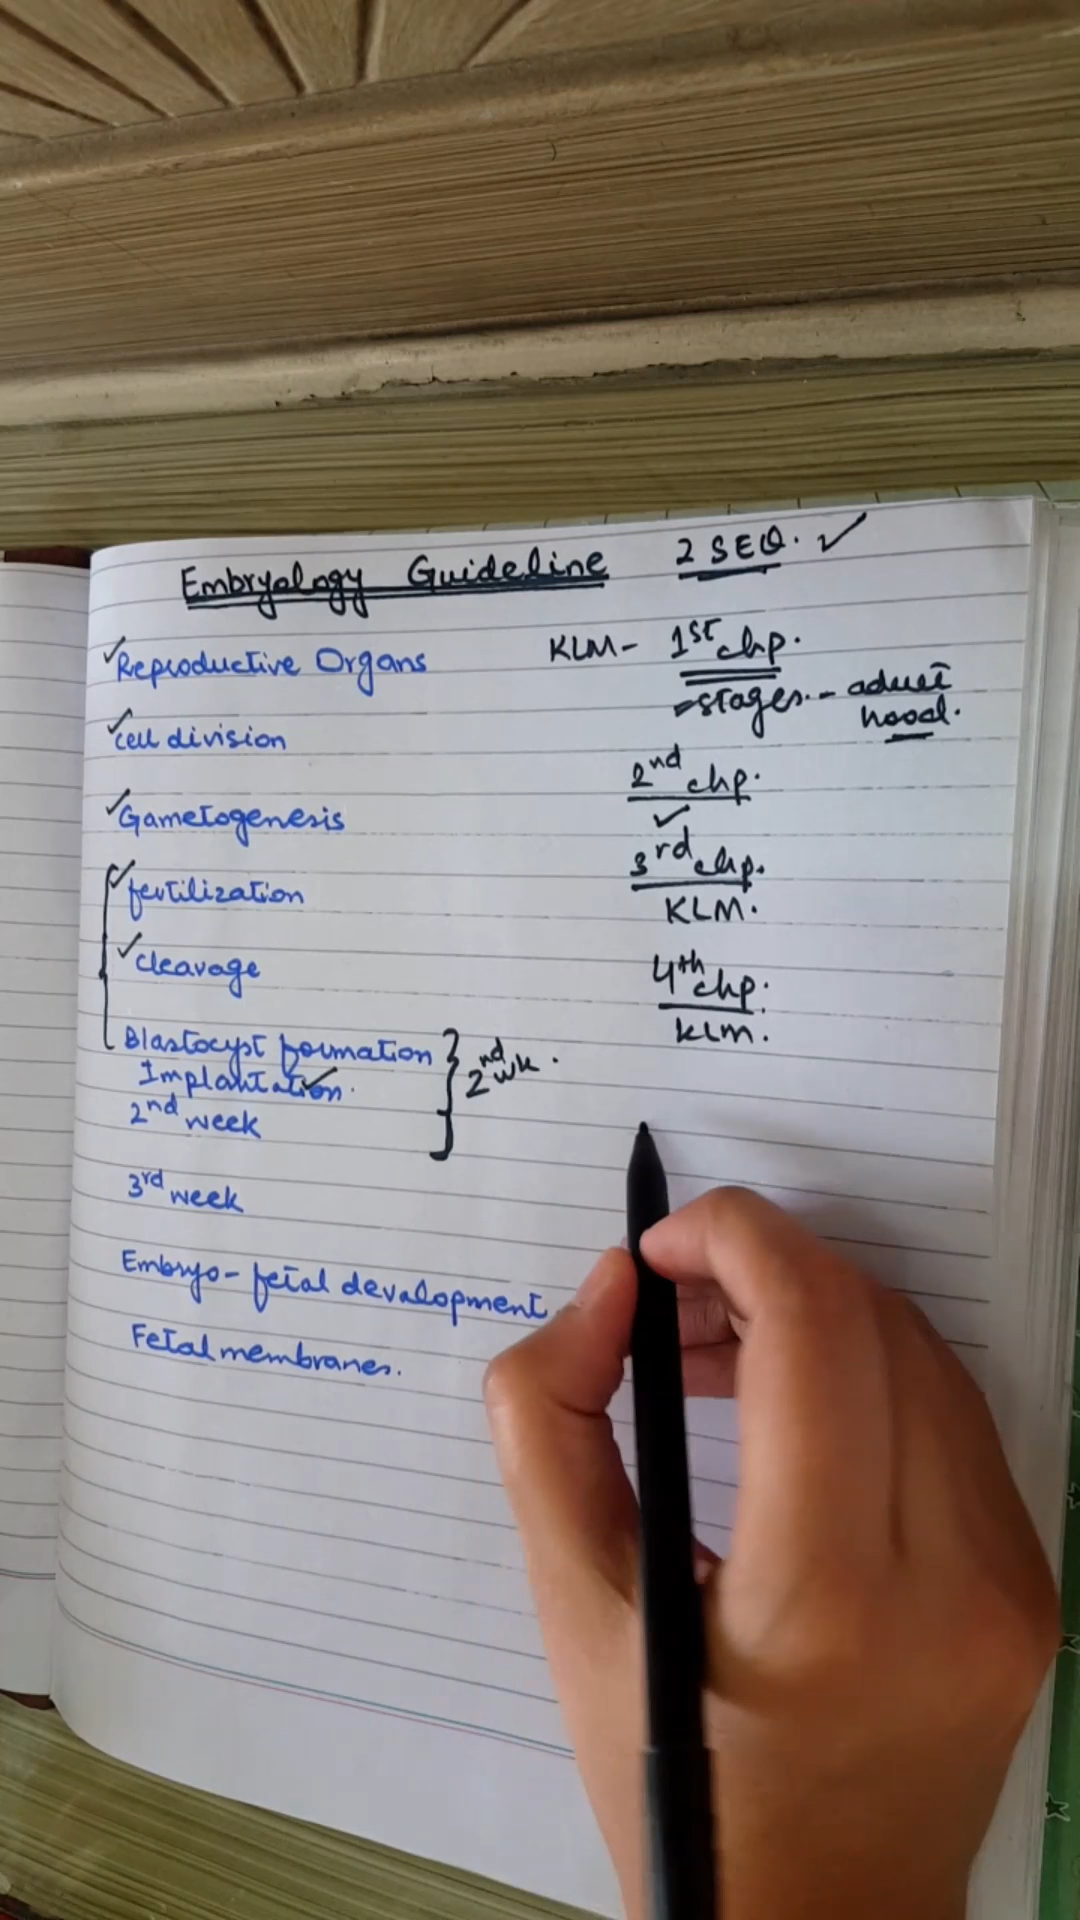 Embryology Guideline 2 SEQ.
Reproductive Organs KLM- 1st chp.
stages.- adult
hood.
cell division
2nd chp.
Gametogenesis
3rd chp.
fertilization KLM.
cleavage 4th chp.
KLM.
Blastocyst formation
Implantation. 2nd wk.
2nd week
3rd week
Embryo-fetal devalopment
Fetal membranes.